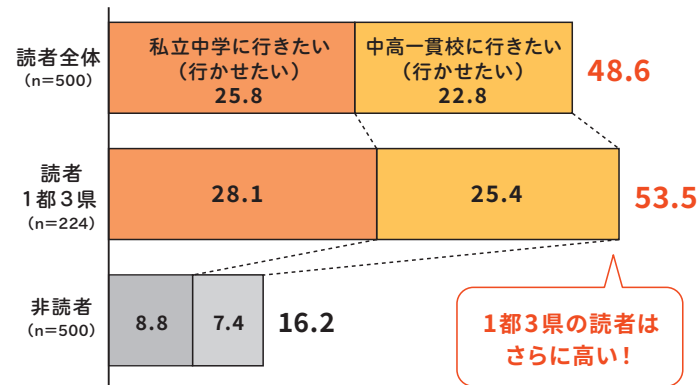 読者全体
(n=500)
私立中学に行きたい
(行かせたい)
25.8
中高一貫校に行きたい
(行かせたい)
22.8
48.6
読者
1都3県
(n=224)
28.1
25.4
53.5
非読者
(n=500)
8.8
7.4
16.2
1都3県の読者は
さらに高い!